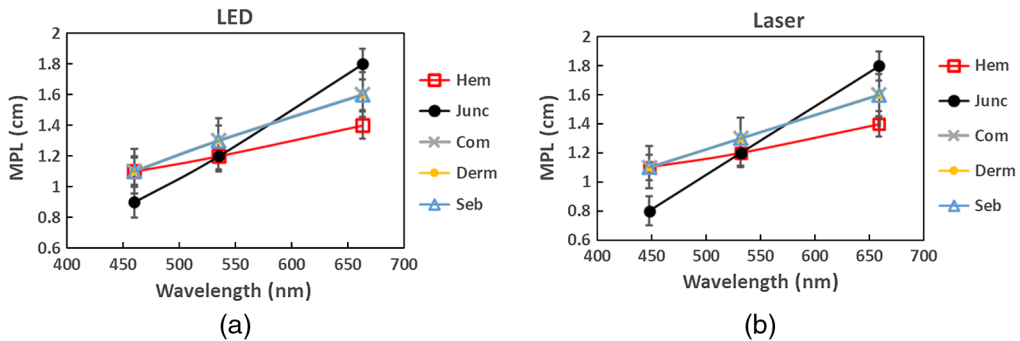 LED
MPL (cm)
2
1.8
1.6
1.4
1.2
1
0.8
0.6
400 450 500 550 600 650 700
Wavelength (nm)
Hem
Junc
Com
Derm
Seb
(a)
Laser
MPL (cm)
2
1.8
1.6
1.4
1.2
1
0.8
0.6
400 450 500 550 600 650 700
Wavelength (nm)
Hem
Junc
Com
Derm
Seb
(b)